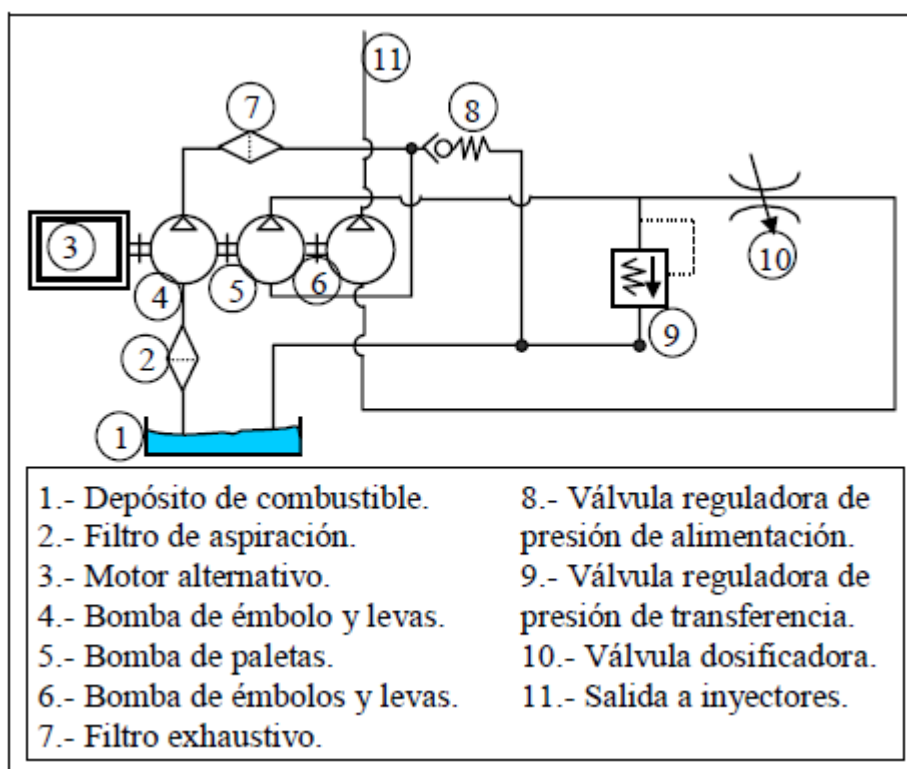 11
7
8
3
4
5
6
10
9
2
1
1.- Depósito de combustible.
2.- Filtro de aspiración.
3.- Motor alternativo.
4.- Bomba de émbolo y levas.
5.- Bomba de paletas.
6.- Bomba de émbolos y levas.
7.- Filtro exhaustivo.
8.- Válvula reguladora de
presión de alimentación.
9.- Válvula reguladora de
presión de transferencia.
10.- Válvula dosificadora.
11.- Salida a inyectores.